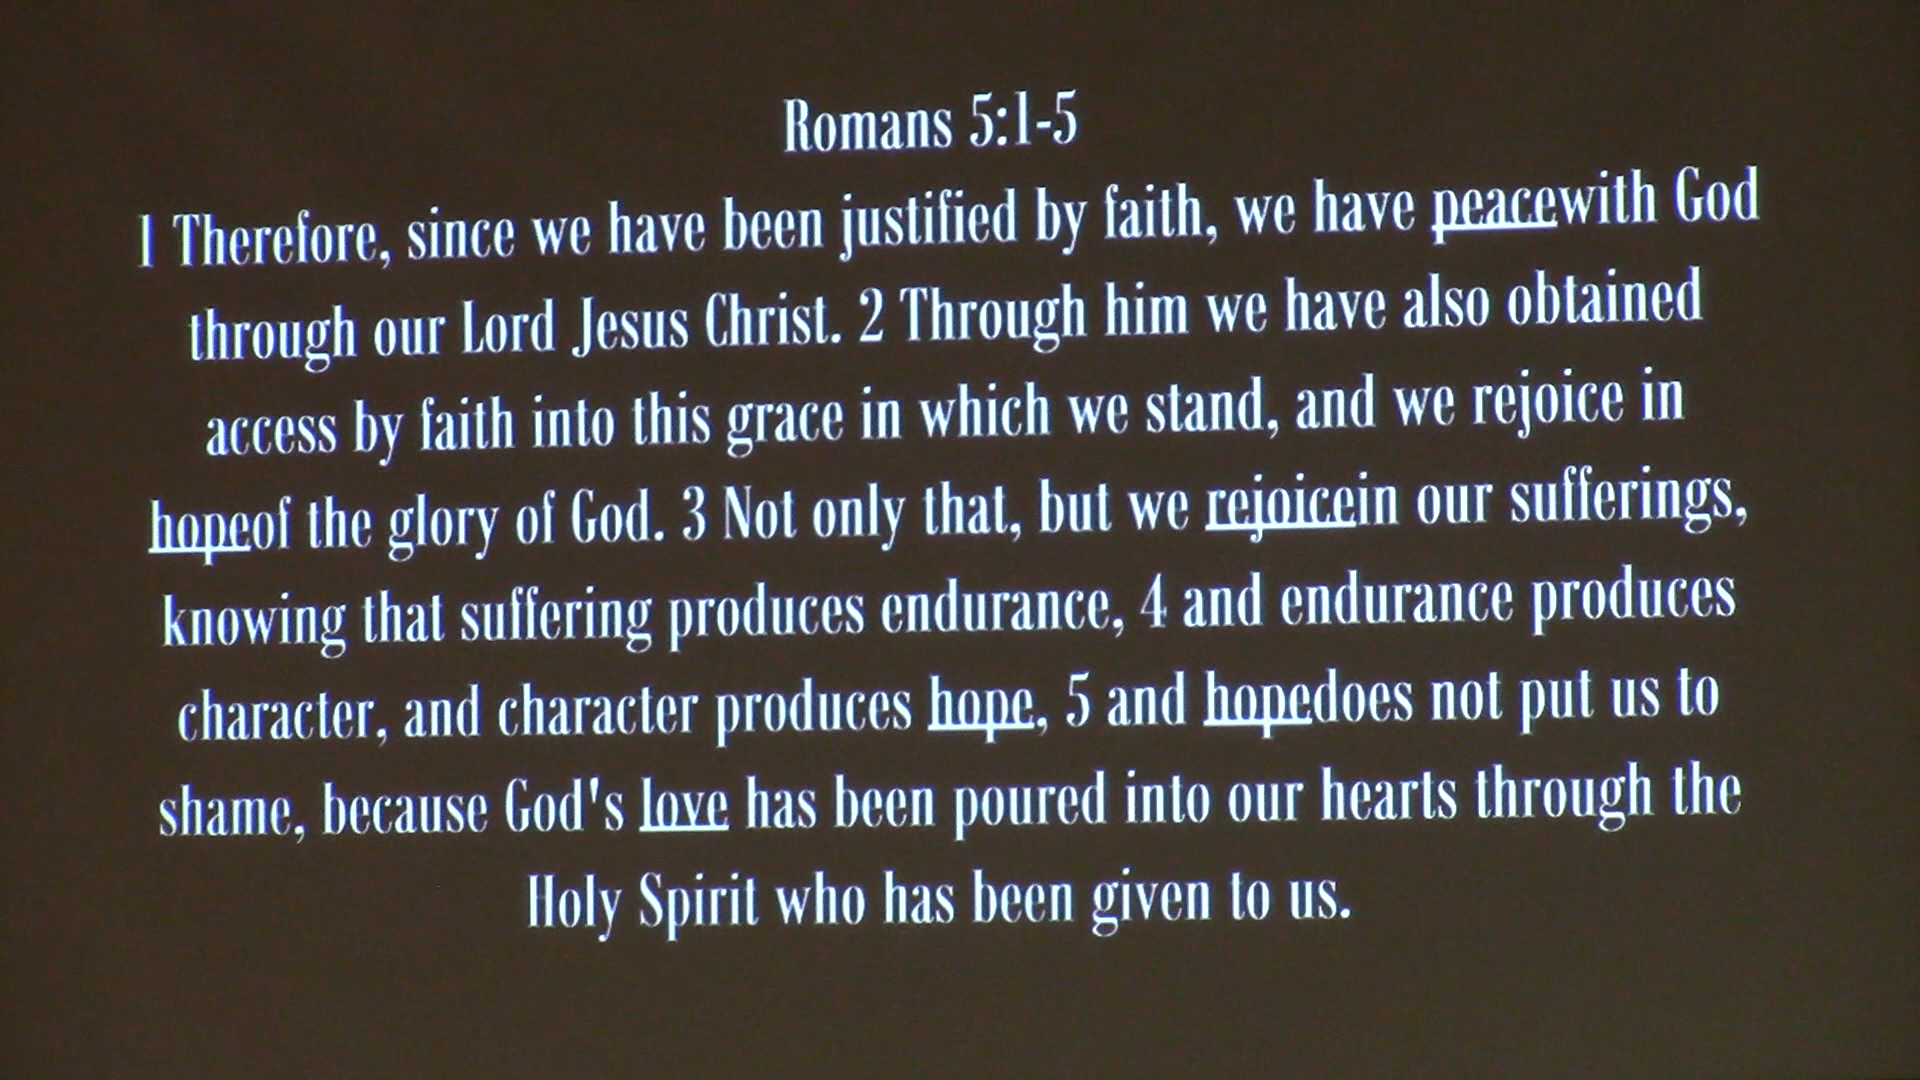 Romans 5:1-5
1 Therefore, since we have been justified by faith, we have peacewith God
through our Lord Jesus Christ. 2 Through him we have also obtained
access by faith into this grace in which we stand, and we rejoice in
hopeof the glory of God. 3 Not only that, but we rejoicein our sufferings,
knowing that suffering produces endurance, 4 and endurance produces
character, and character produces hope, 5 and hopedoes not put us to
shame, because God's love has been poured into our hearts through the
Holy Spirit who has been given to us.